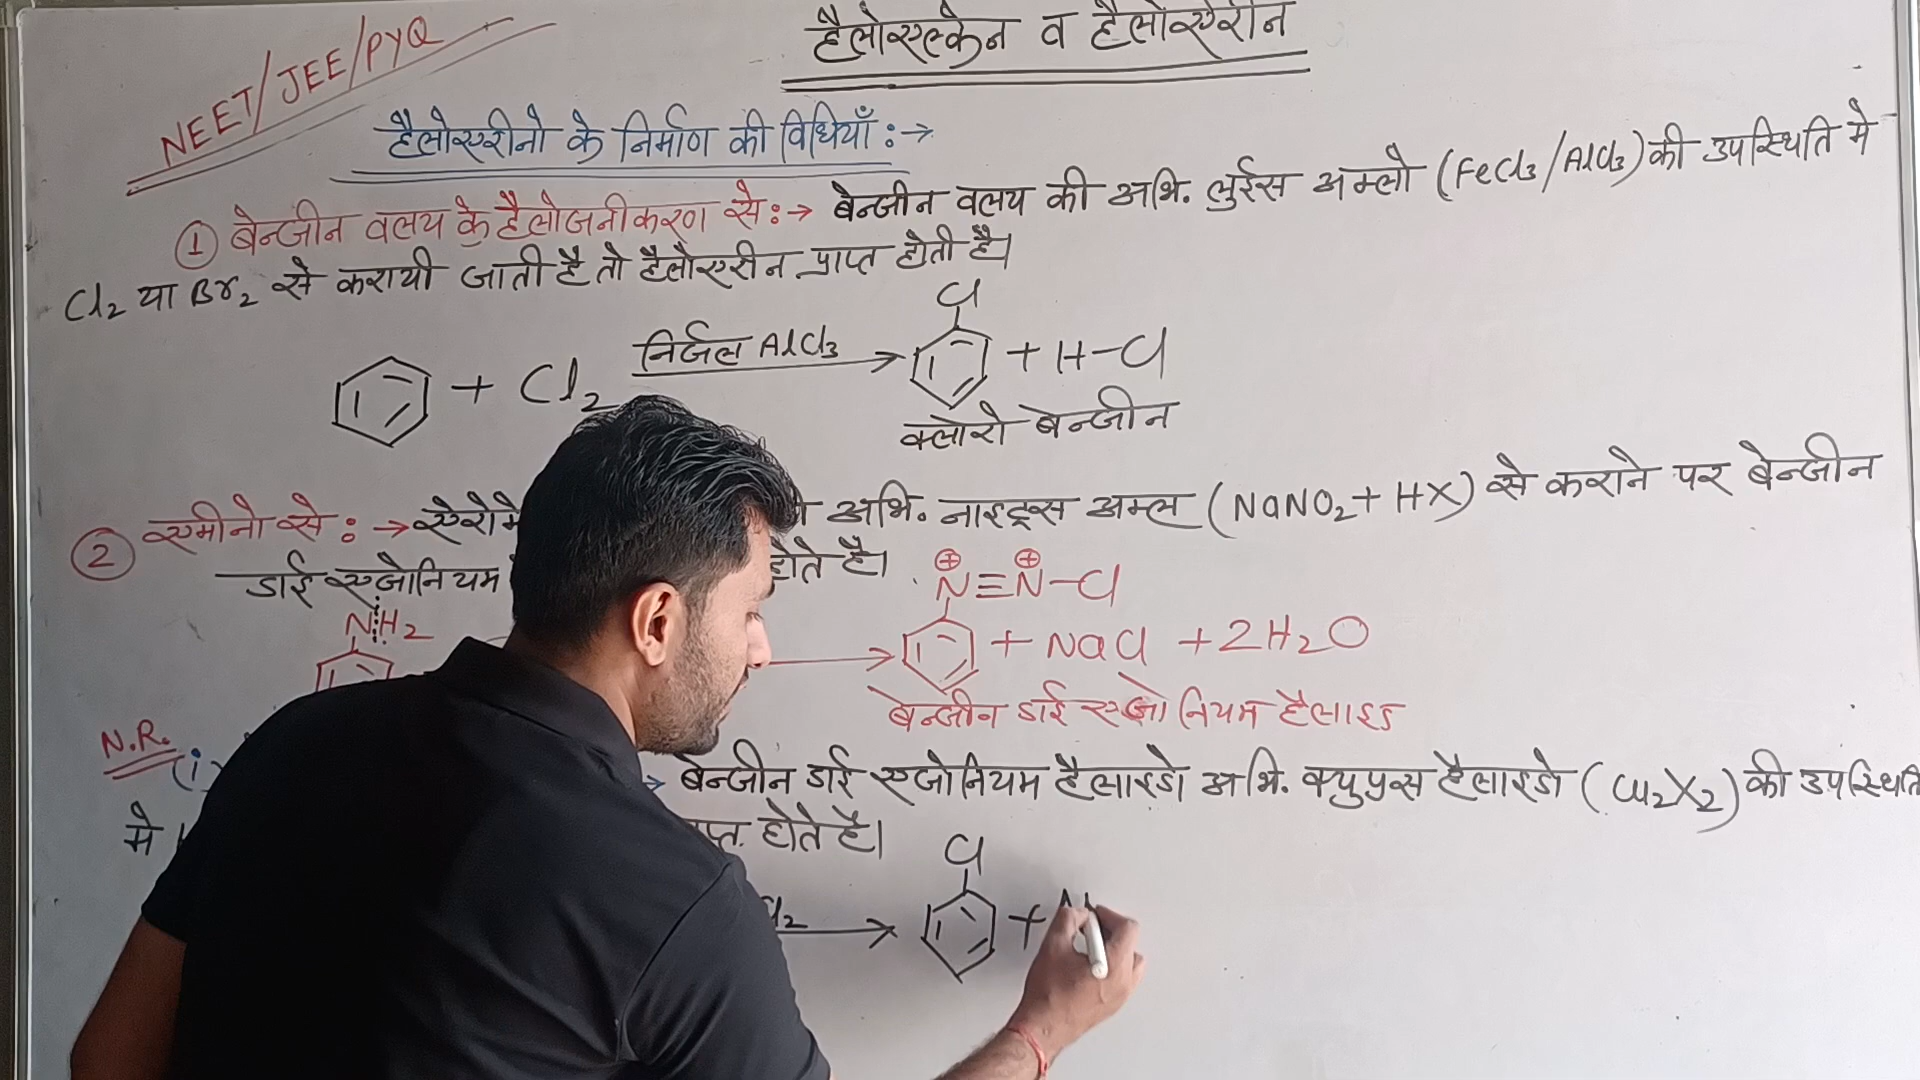 NEET/JEE/PYQ
हैलोएल्केन व हैलोएरीन
हैलोएरीनो के निर्माण की विधियाँ :→
① बेन्जीन वलय के हैलोजनीकरण से :→ बेन्जीन वलय की अभि. लुईस अम्लो (FeCl₃/AlCl₃) की उपस्थिति मे
Cl₂ या Br₂ से करायी जाती है तो हैलोएरीन प्राप्त होती है।
Cl
+ Cl₂ निर्जल AlCl₃ → + H-Cl
क्लोरो बेन्जीन
② एमीनो से : → अभि. नाइट्रस अम्ल (NaNO₂ + HX) से कराने पर बेन्जीन
डाई एजोनियम होते है।
NH₂ N≡N-Cl
⊕ ⊕
→ + NaCl + 2H₂O
बेन्जीन डाई एजोनियम हैलाइड
N.R. (i) → बेन्जीन डाई एजोनियम हैलाइडो अभि. क्युप्रस हैलाइडो (Cu₂X₂) की उपस्थिति
मे होते है।
Cl
→ +